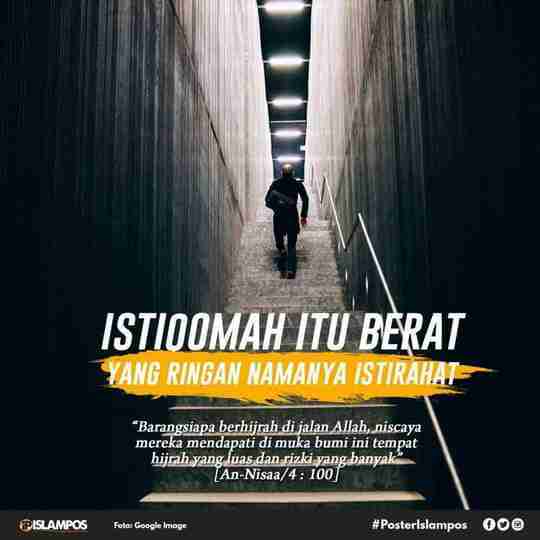 ISTIQOMAH ITU BERAT
YANG RINGAN NAMANYA ISTIRAHAT
“Barangsiapa berhijrah di jalan Allah, niscaya
mereka mendapati di muka bumi ini tempat
hijrah yang luas dan rizki yang banyak”
[An-Nisaa/4 : 100]
ISLAMPOS
Foto: Google Image
#PosterIslampos